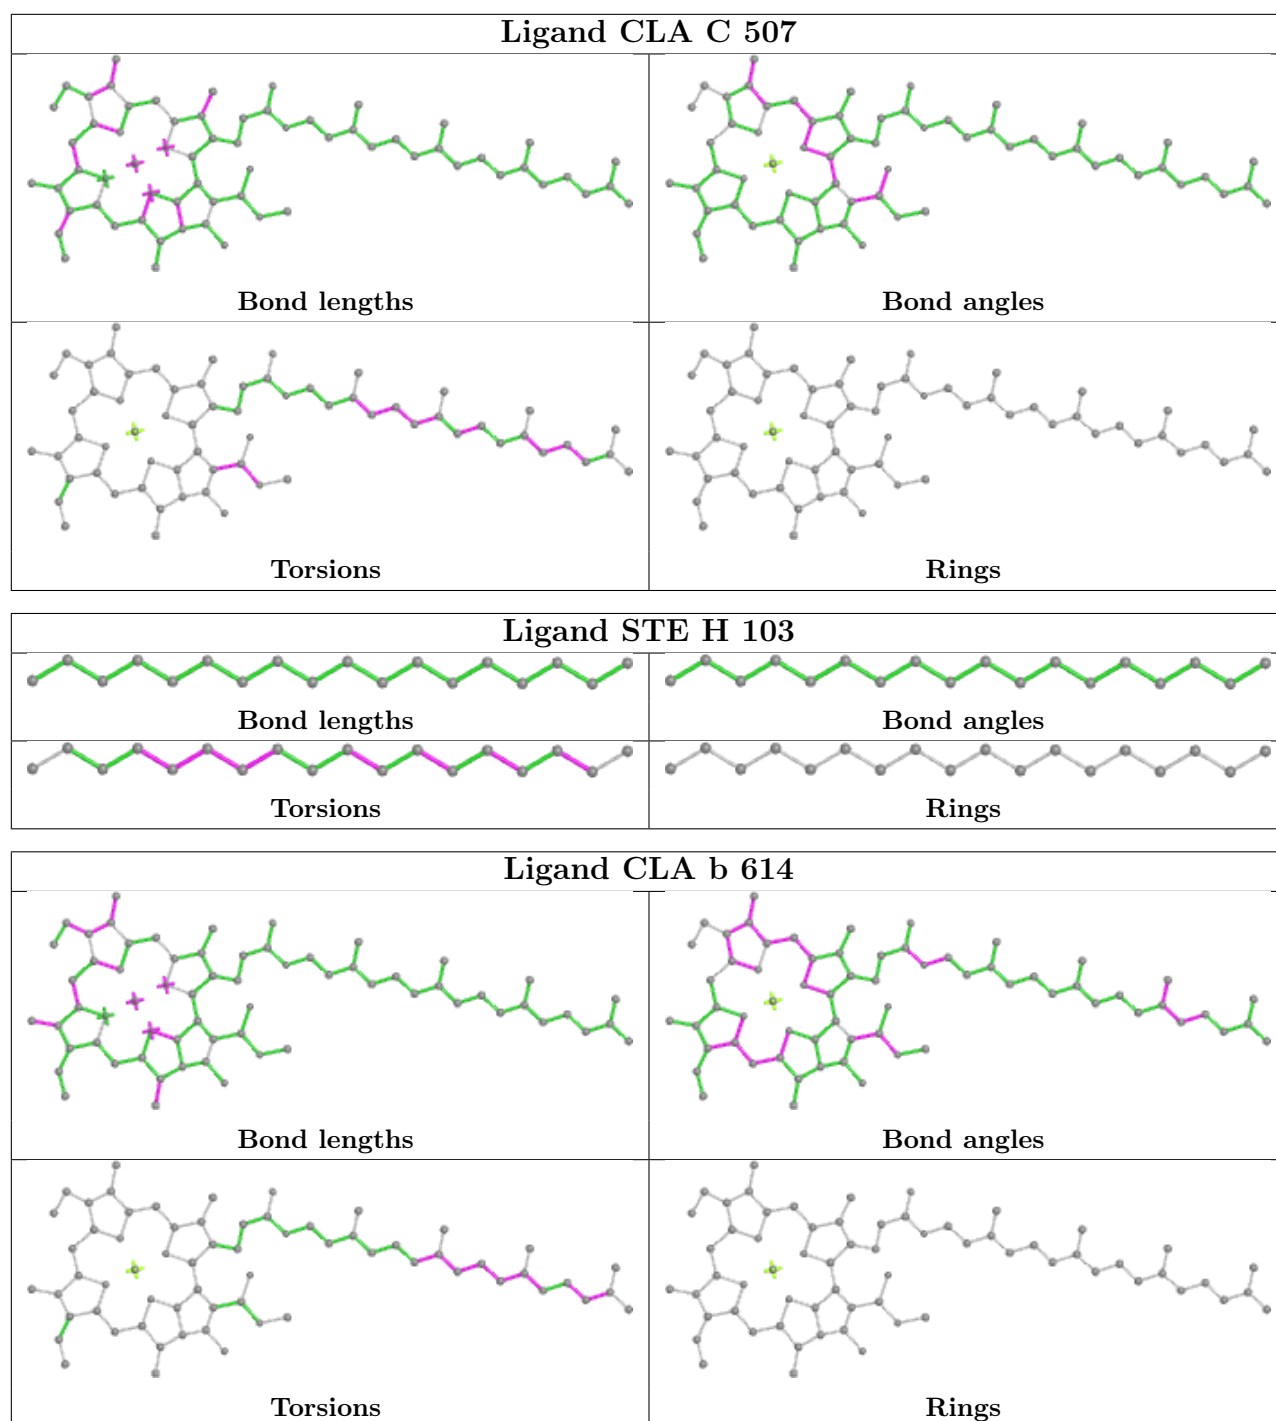 Ligand CLA C 507
Bond lengths
Bond angles
Torsions
Rings
Ligand STE H 103
Bond lengths
Bond angles
Torsions
Rings
Ligand CLA b 614
Bond lengths
Bond angles
Torsions
Rings